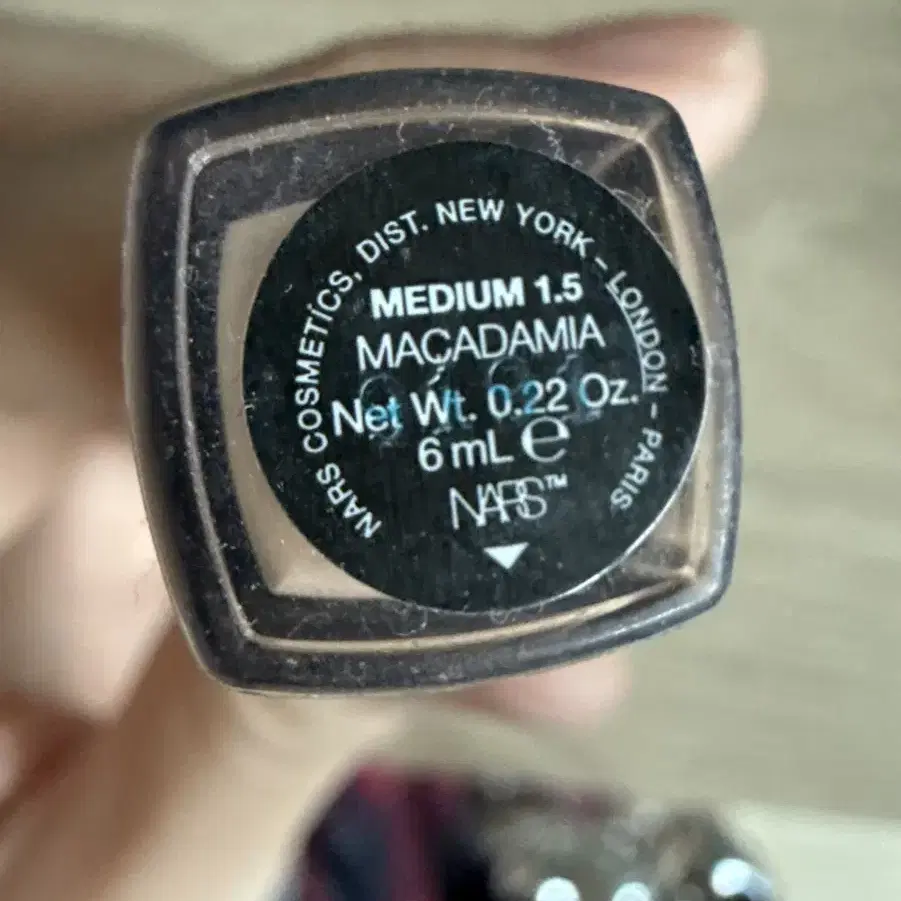 NARS COSMETICS, DIST. NEW YORK – LONDON – PARIS
MEDIUM 1.5
MACADAMIA
Net Wt. 0.22 Oz.
6 mL ℮
NARS™